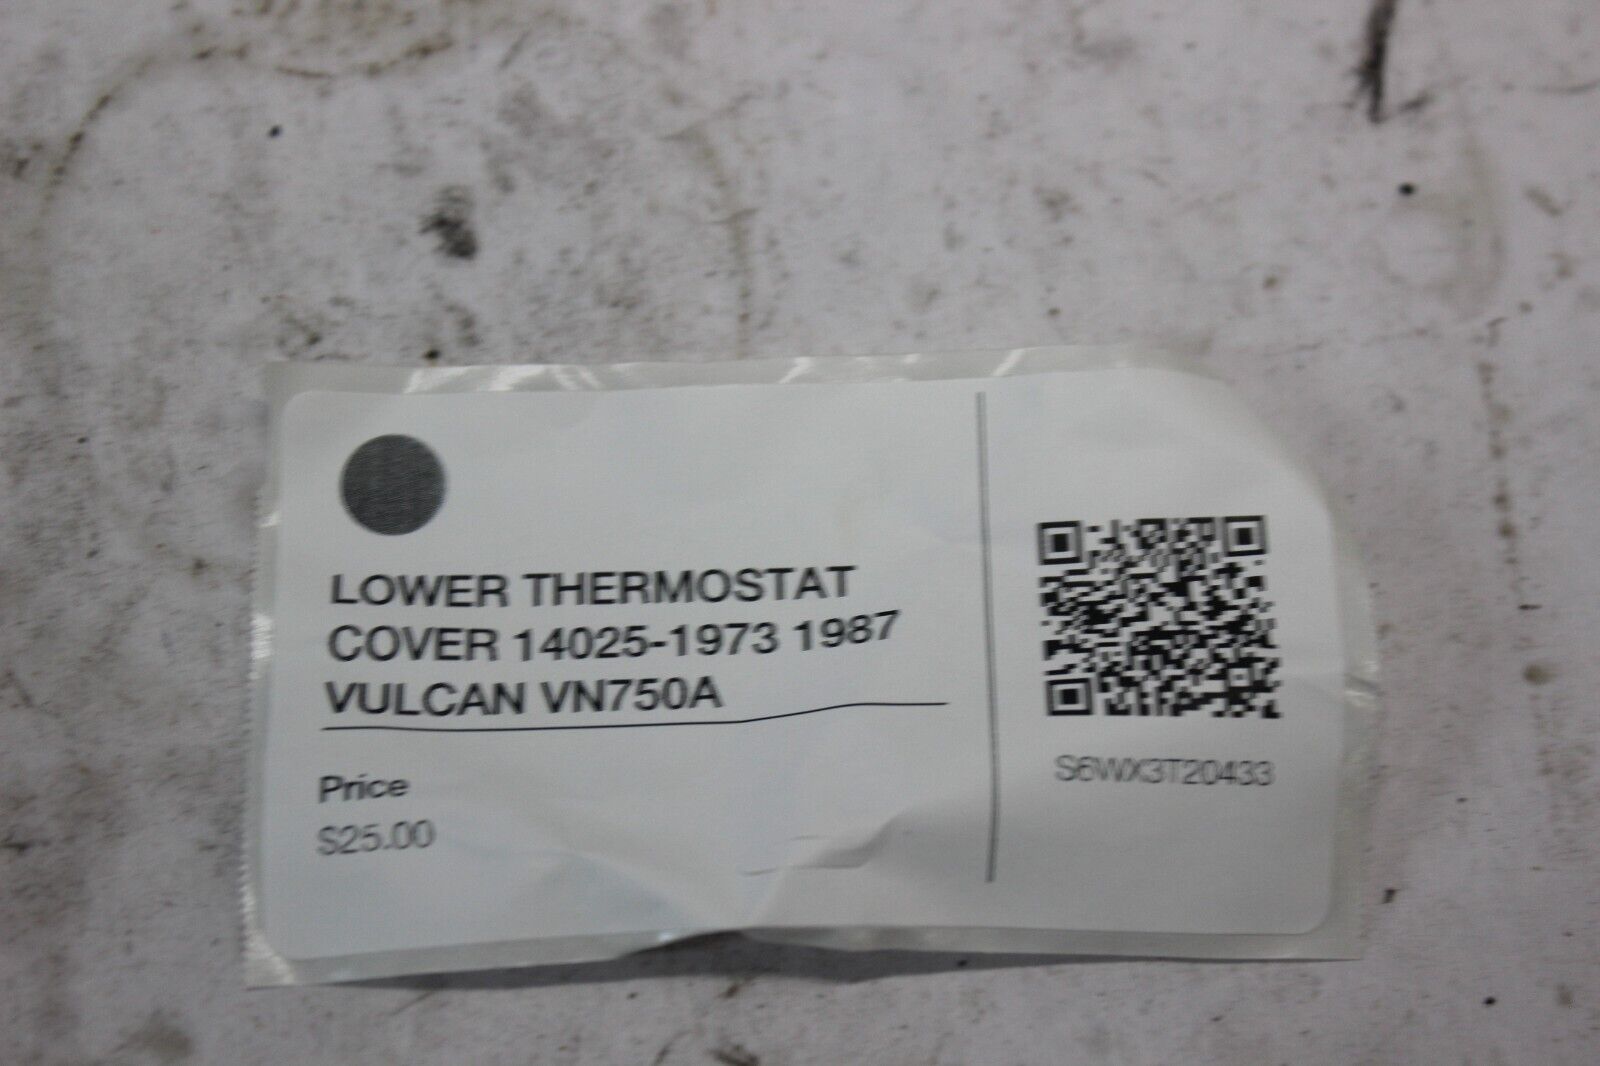 LOWER THERMOSTAT
COVER 14025-1973 1987
VULCAN VN750A
Price
$25.00
S6WX3T20433